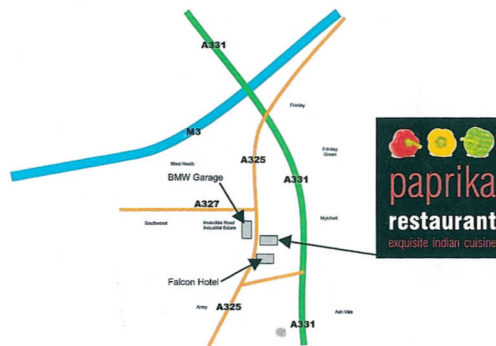 A331
M3
Frimley
A325
West Heath
Frimley
Green
BMW Garage
A331
A327
Southwood
Invincible Road
Industrial Estate
Mytchett
paprika
restaurant
exquisite indian cuisine
Falcon Hotel
A325
Army
A331
Ash Vale